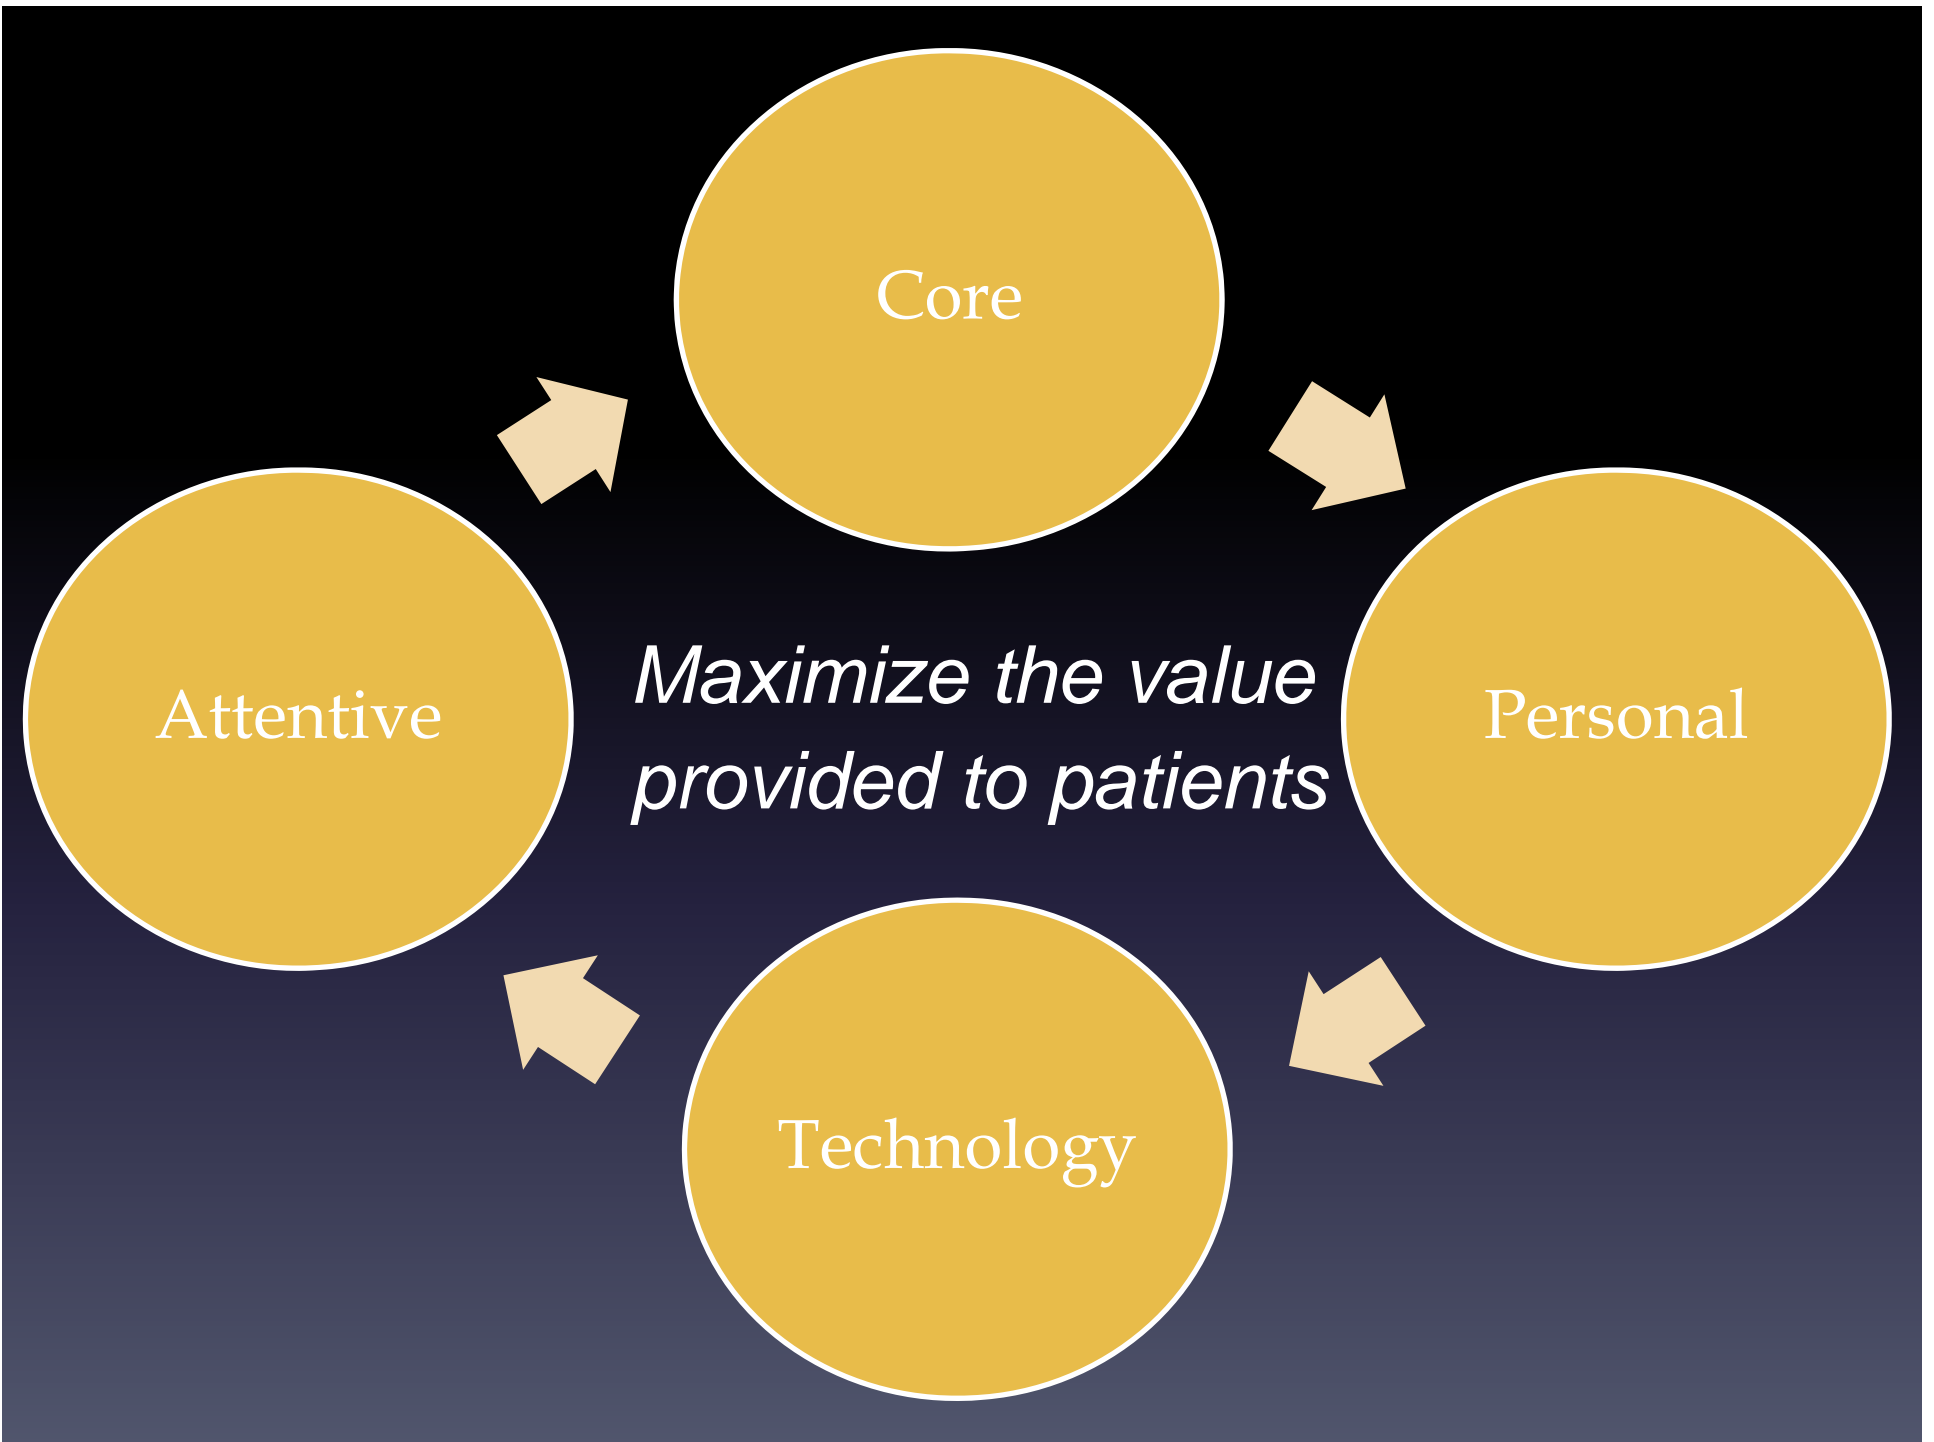 Core
Attentive
Maximize the value
provided to patients
Personal
Technology